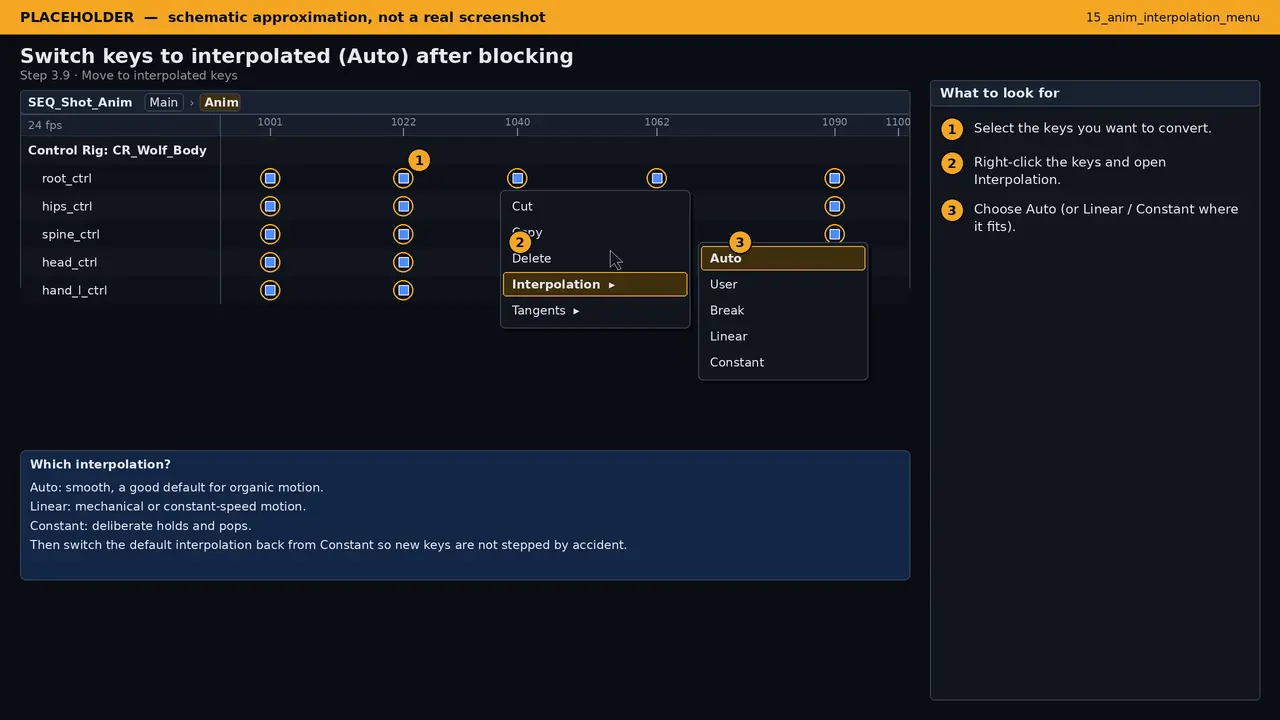 PLACEHOLDER — schematic approximation, not a real screenshot
15_anim_interpolation_menu
Switch keys to interpolated (Auto) after blocking
Step 3.9 · Move to interpolated keys
SEQ_Shot_Anim Main › Anim
24 fps 1001 1022 1040 1062 1090 1100
Control Rig: CR_Wolf_Body
1
root_ctrl
hips_ctrl
spine_ctrl
head_ctrl
hand_l_ctrl
Cut
Copy
2
Delete
Interpolation ▸
Tangents ▸
3
Auto
User
Break
Linear
Constant
Which interpolation?
Auto: smooth, a good default for organic motion.
Linear: mechanical or constant-speed motion.
Constant: deliberate holds and pops.
Then switch the default interpolation back from Constant so new keys are not stepped by accident.
What to look for
1 Select the keys you want to convert.
2 Right-click the keys and open
Interpolation.
3 Choose Auto (or Linear / Constant where
it fits).